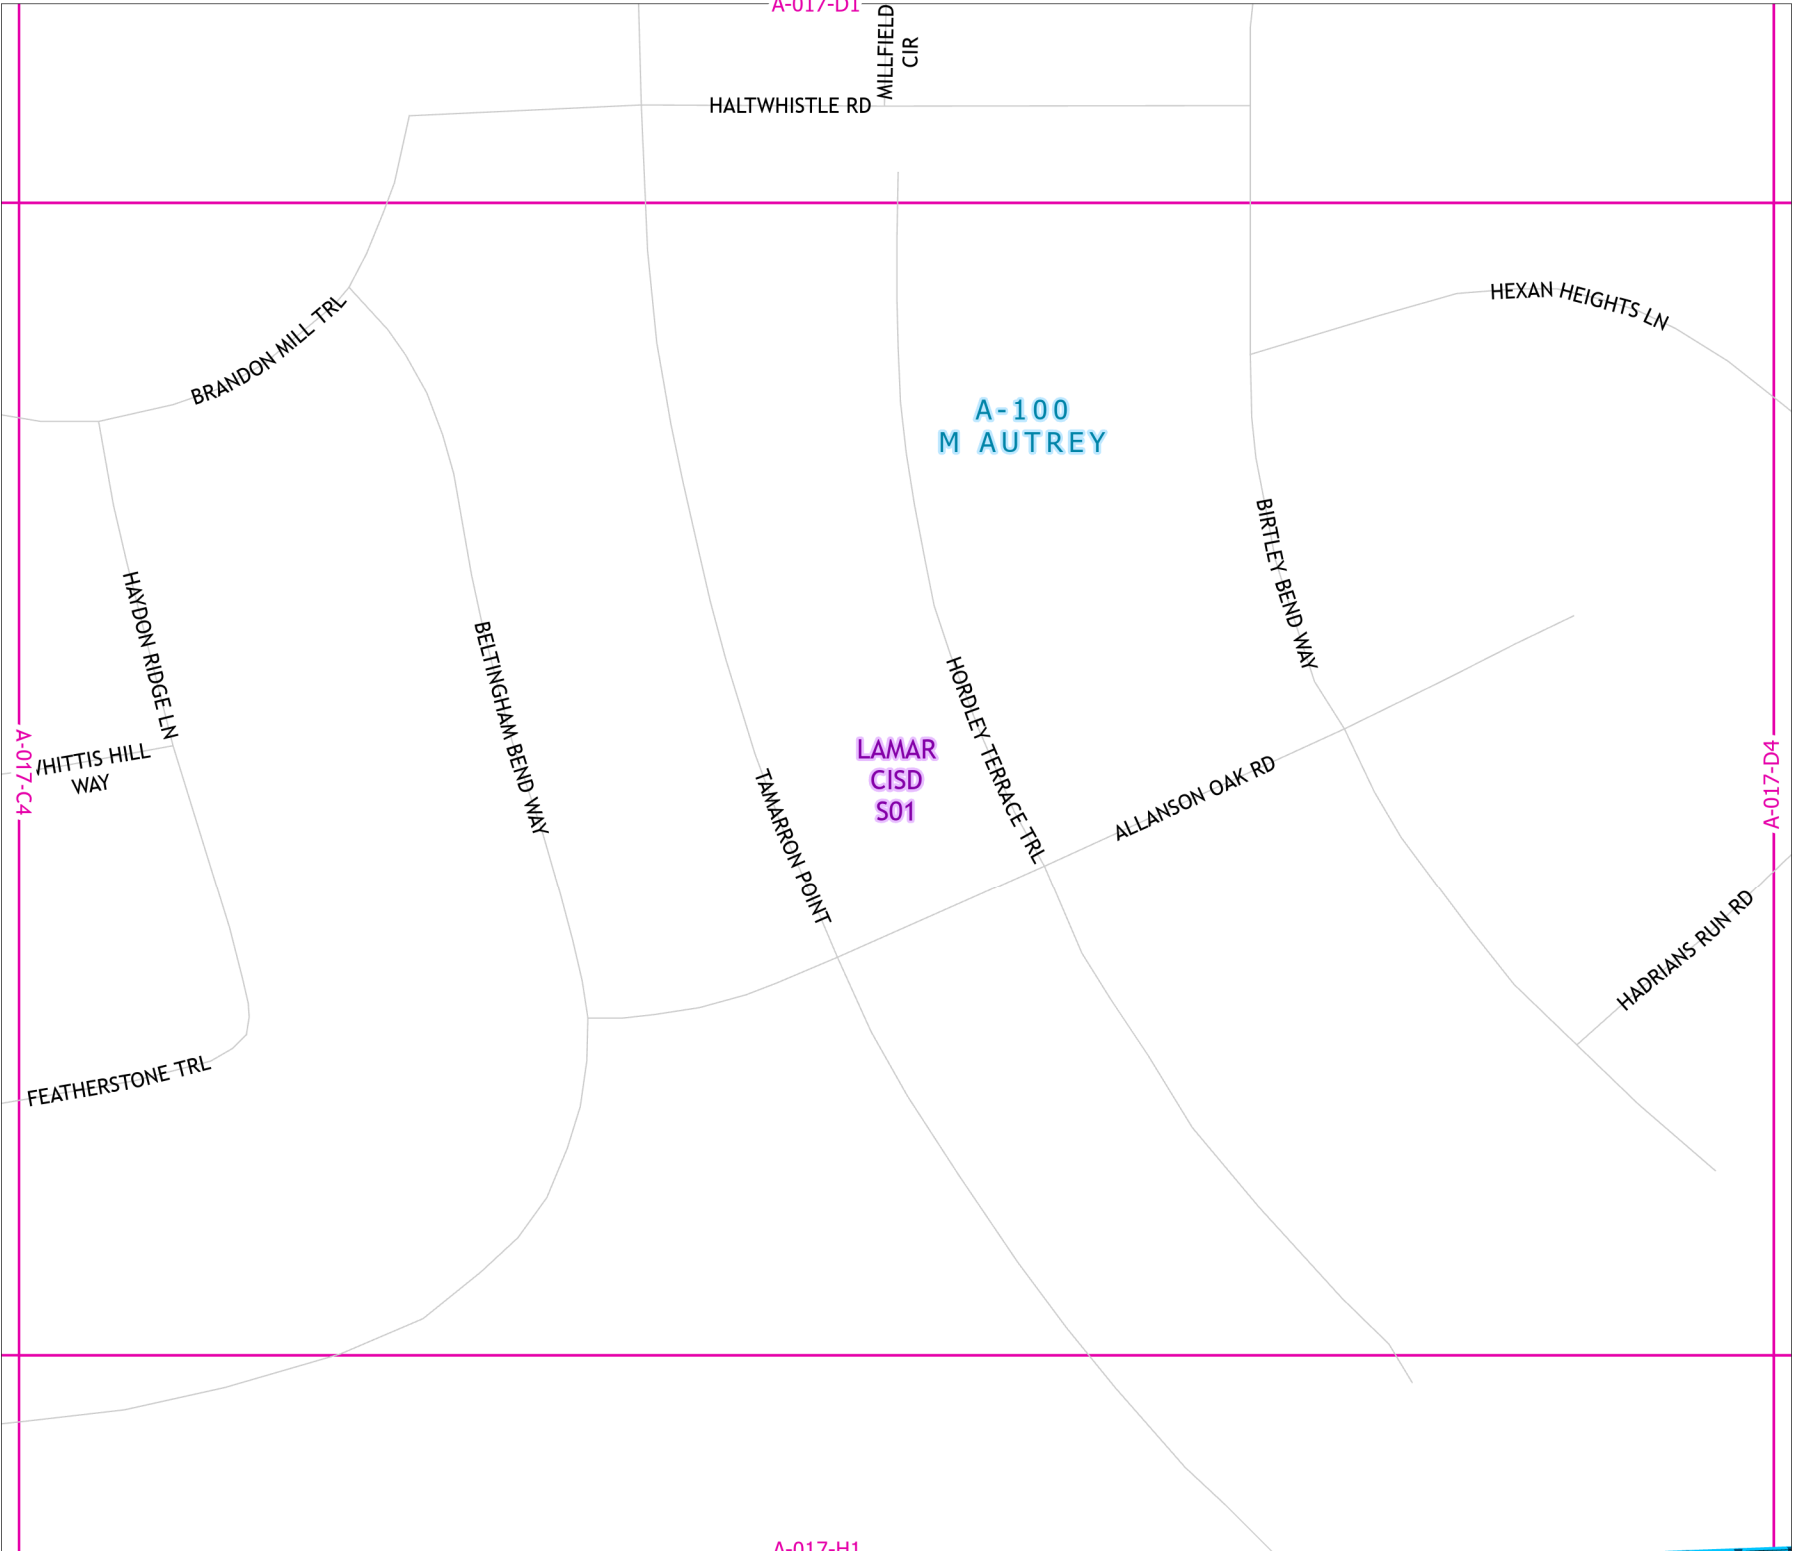 A-017-D1
MILLFIELD
CIR
HALTWHISTLE RD
HEXAN HEIGHTS LN
BRANDON MILL TRL
A-100
M AUTREY
BIRTLEY BEND WAY
HAYDON RIDGE LN
BELTINGHAM BEND WAY
HORDLEY TERRACE TRL
A-017-C4
HILL
WAY
LAMAR
CISD
S01
TAMARRON POINT
ALLANSON OAK RD
A-017-D4
HADRIANS RUN RD
FEATHERSTONE TRL
A-017-H1